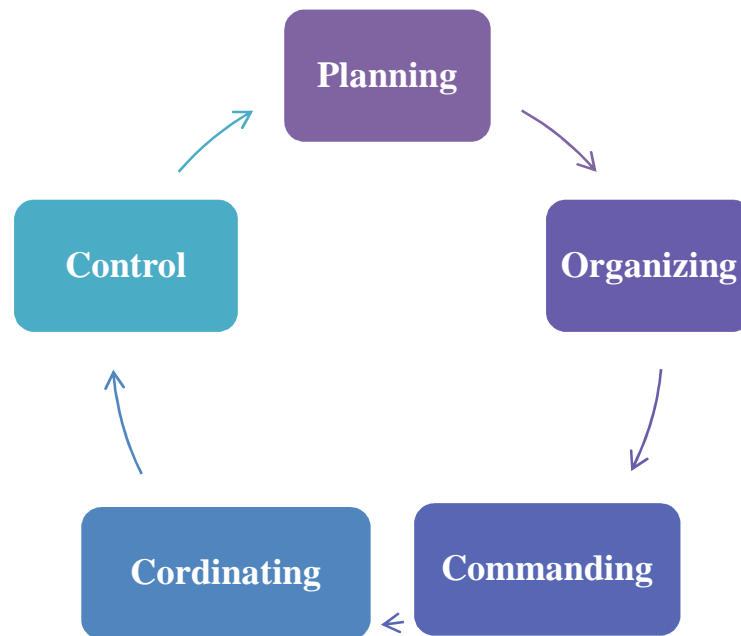 Planning
Organizing
Commanding
Cordinating
Control